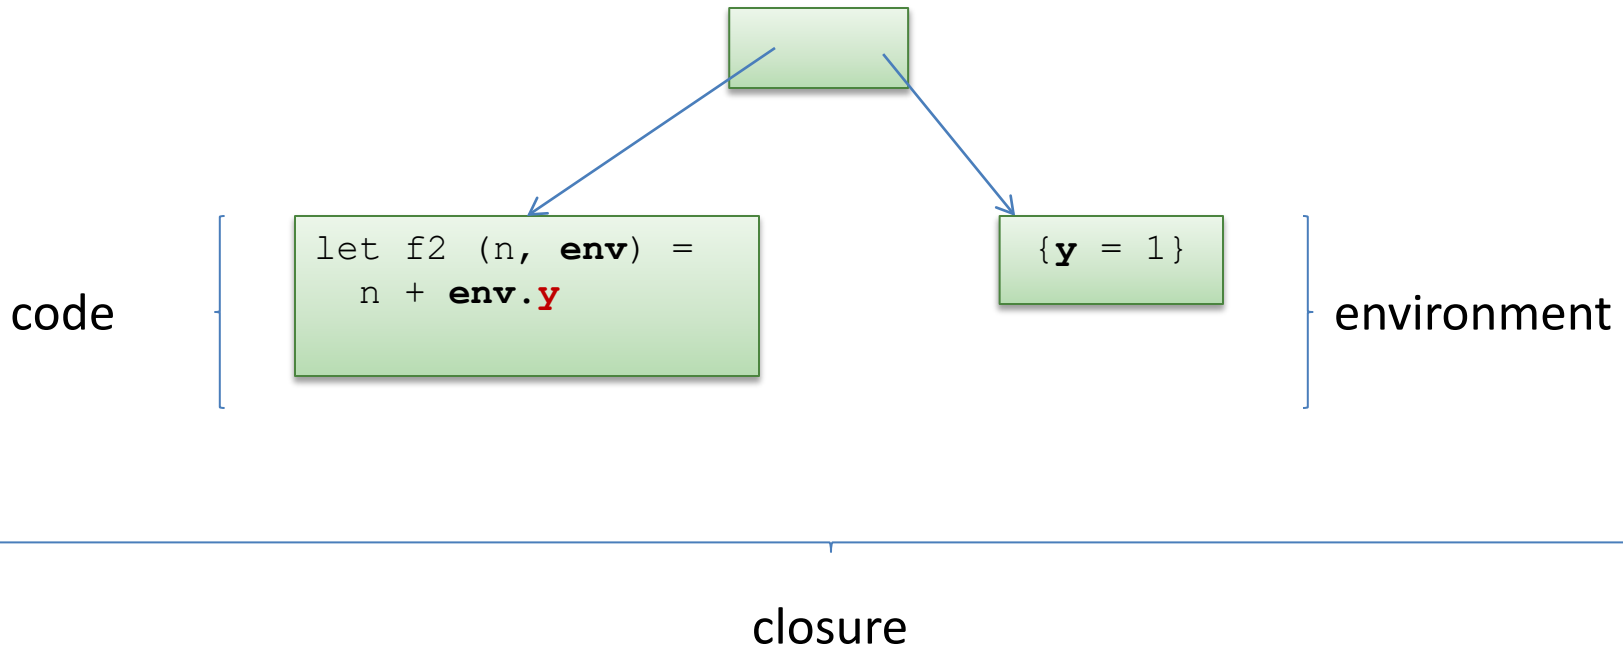 let f2 (n, env) =
n + env.y
{y = 1}
code
environment
closure